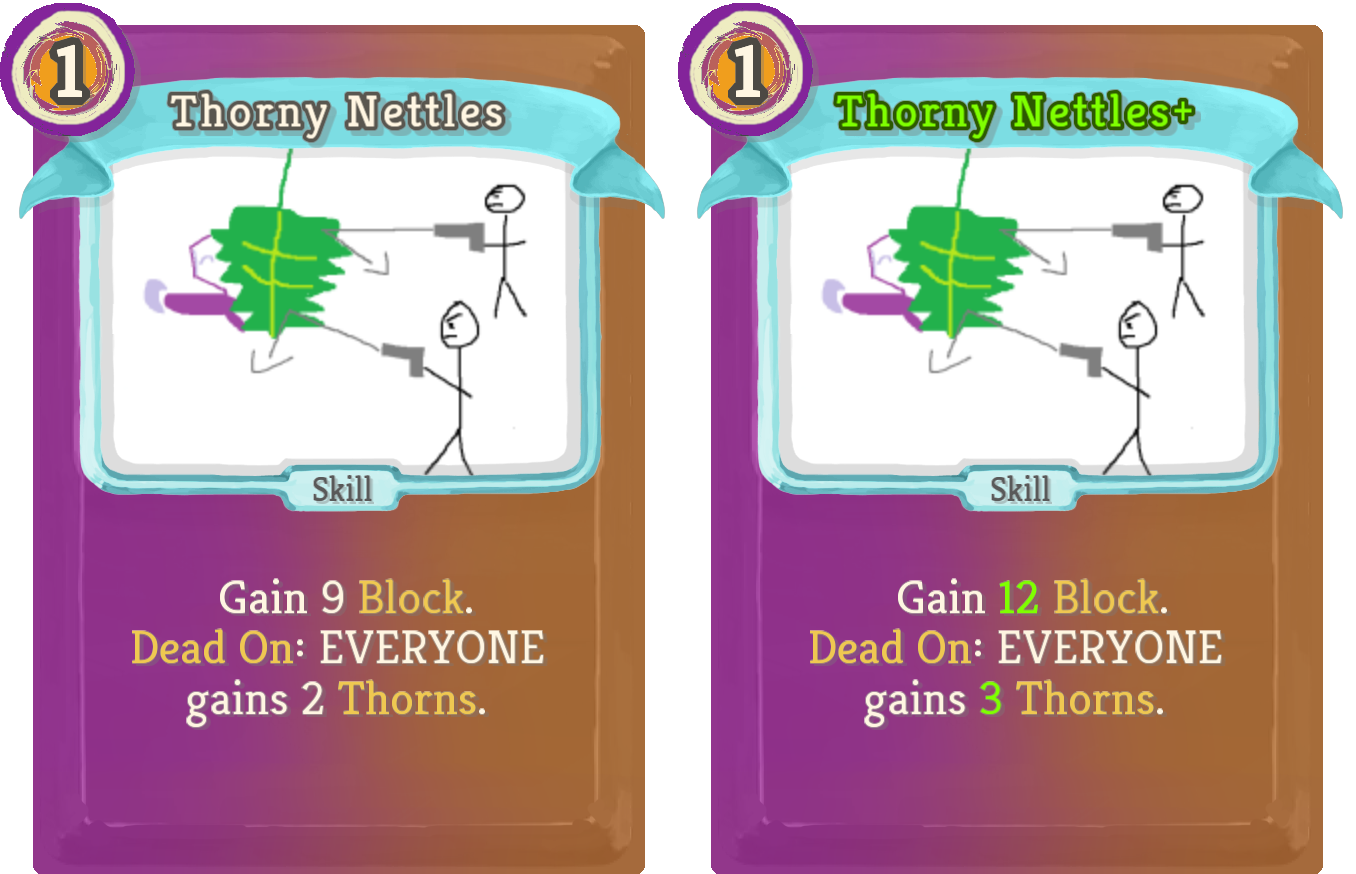 1
Thorny Nettles
Skill
Gain 9 Block.
Dead On: EVERYONE
gains 2 Thorns.
1
Thorny Nettles+
Skill
Gain 12 Block.
Dead On: EVERYONE
gains 3 Thorns.